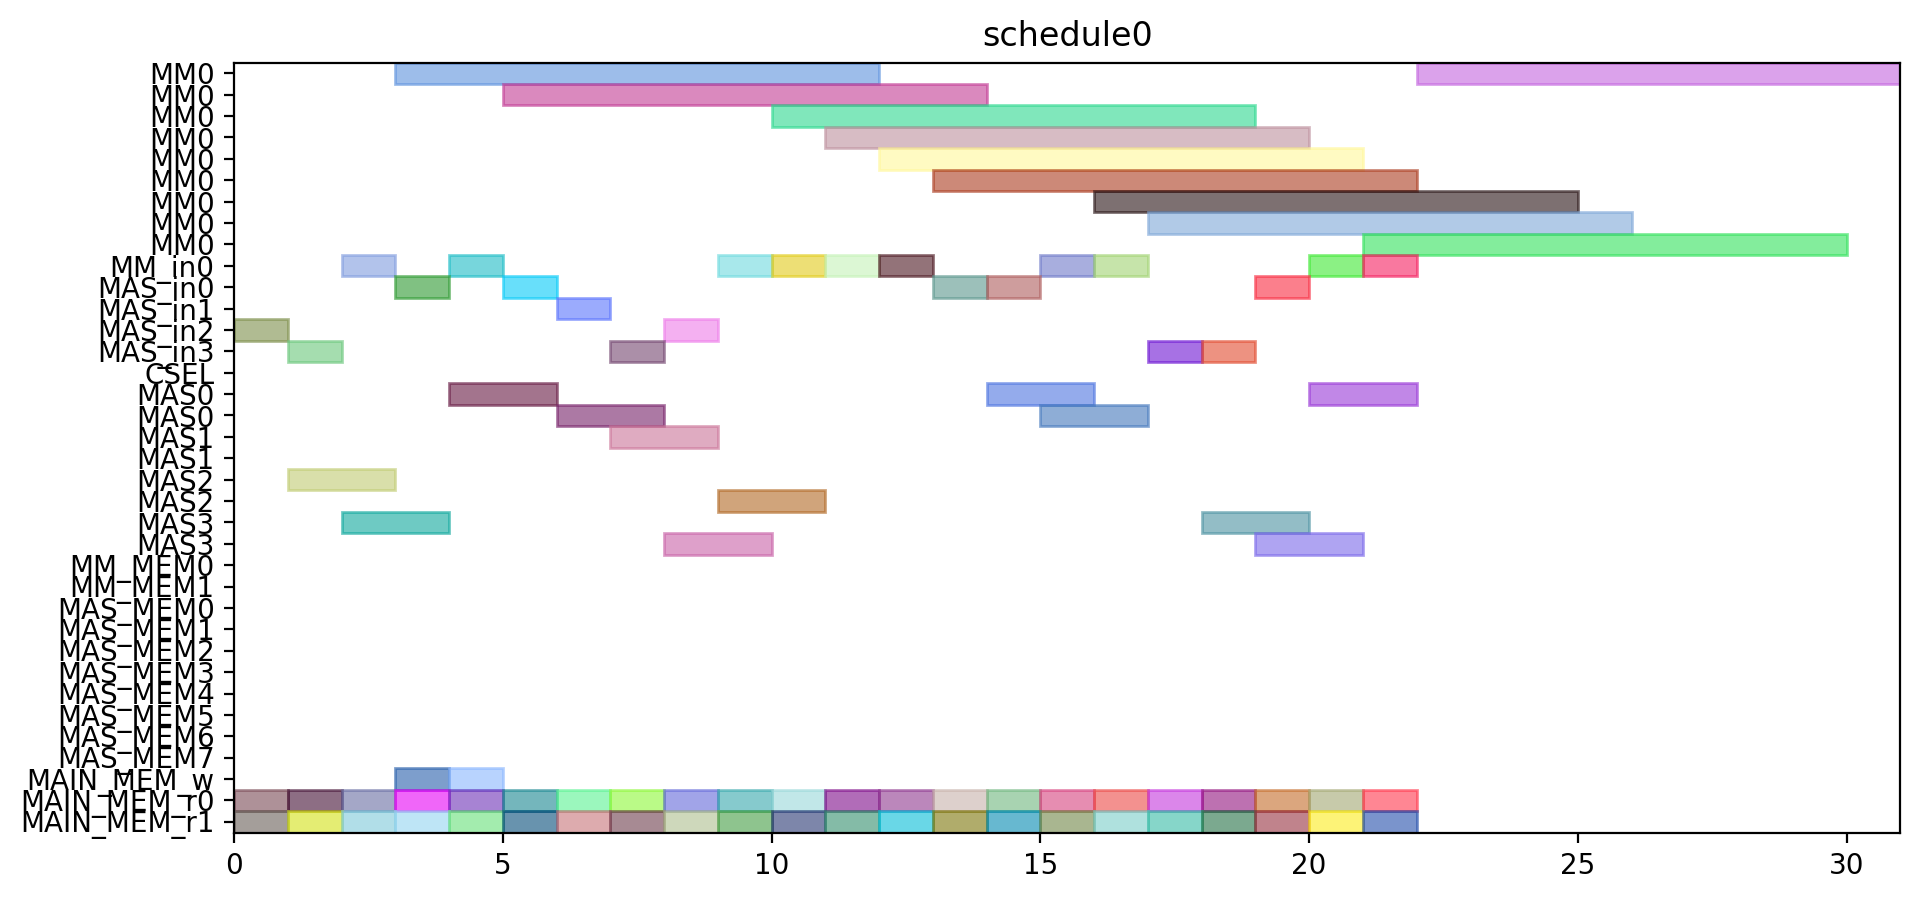 schedule0
MM0
MM0
MM0
MM0
MM0
MM0
MM0
MM0
MM0
MM_in0
MAS_in0
MAS_in1
MAS_in2
MAS_in3
CSEL
MAS0
MAS0
MAS1
MAS1
MAS2
MAS2
MAS3
MAS3
MM_MEM0
MM_MEM1
MAS_MEM0
MAS_MEM1
MAS_MEM2
MAS_MEM3
MAS_MEM4
MAS_MEM5
MAS_MEM6
MAS_MEM7
MAIN_MEM_w
MAIN_MEM_r0
MAIN_MEM_r1
0 5 10 15 20 25 30